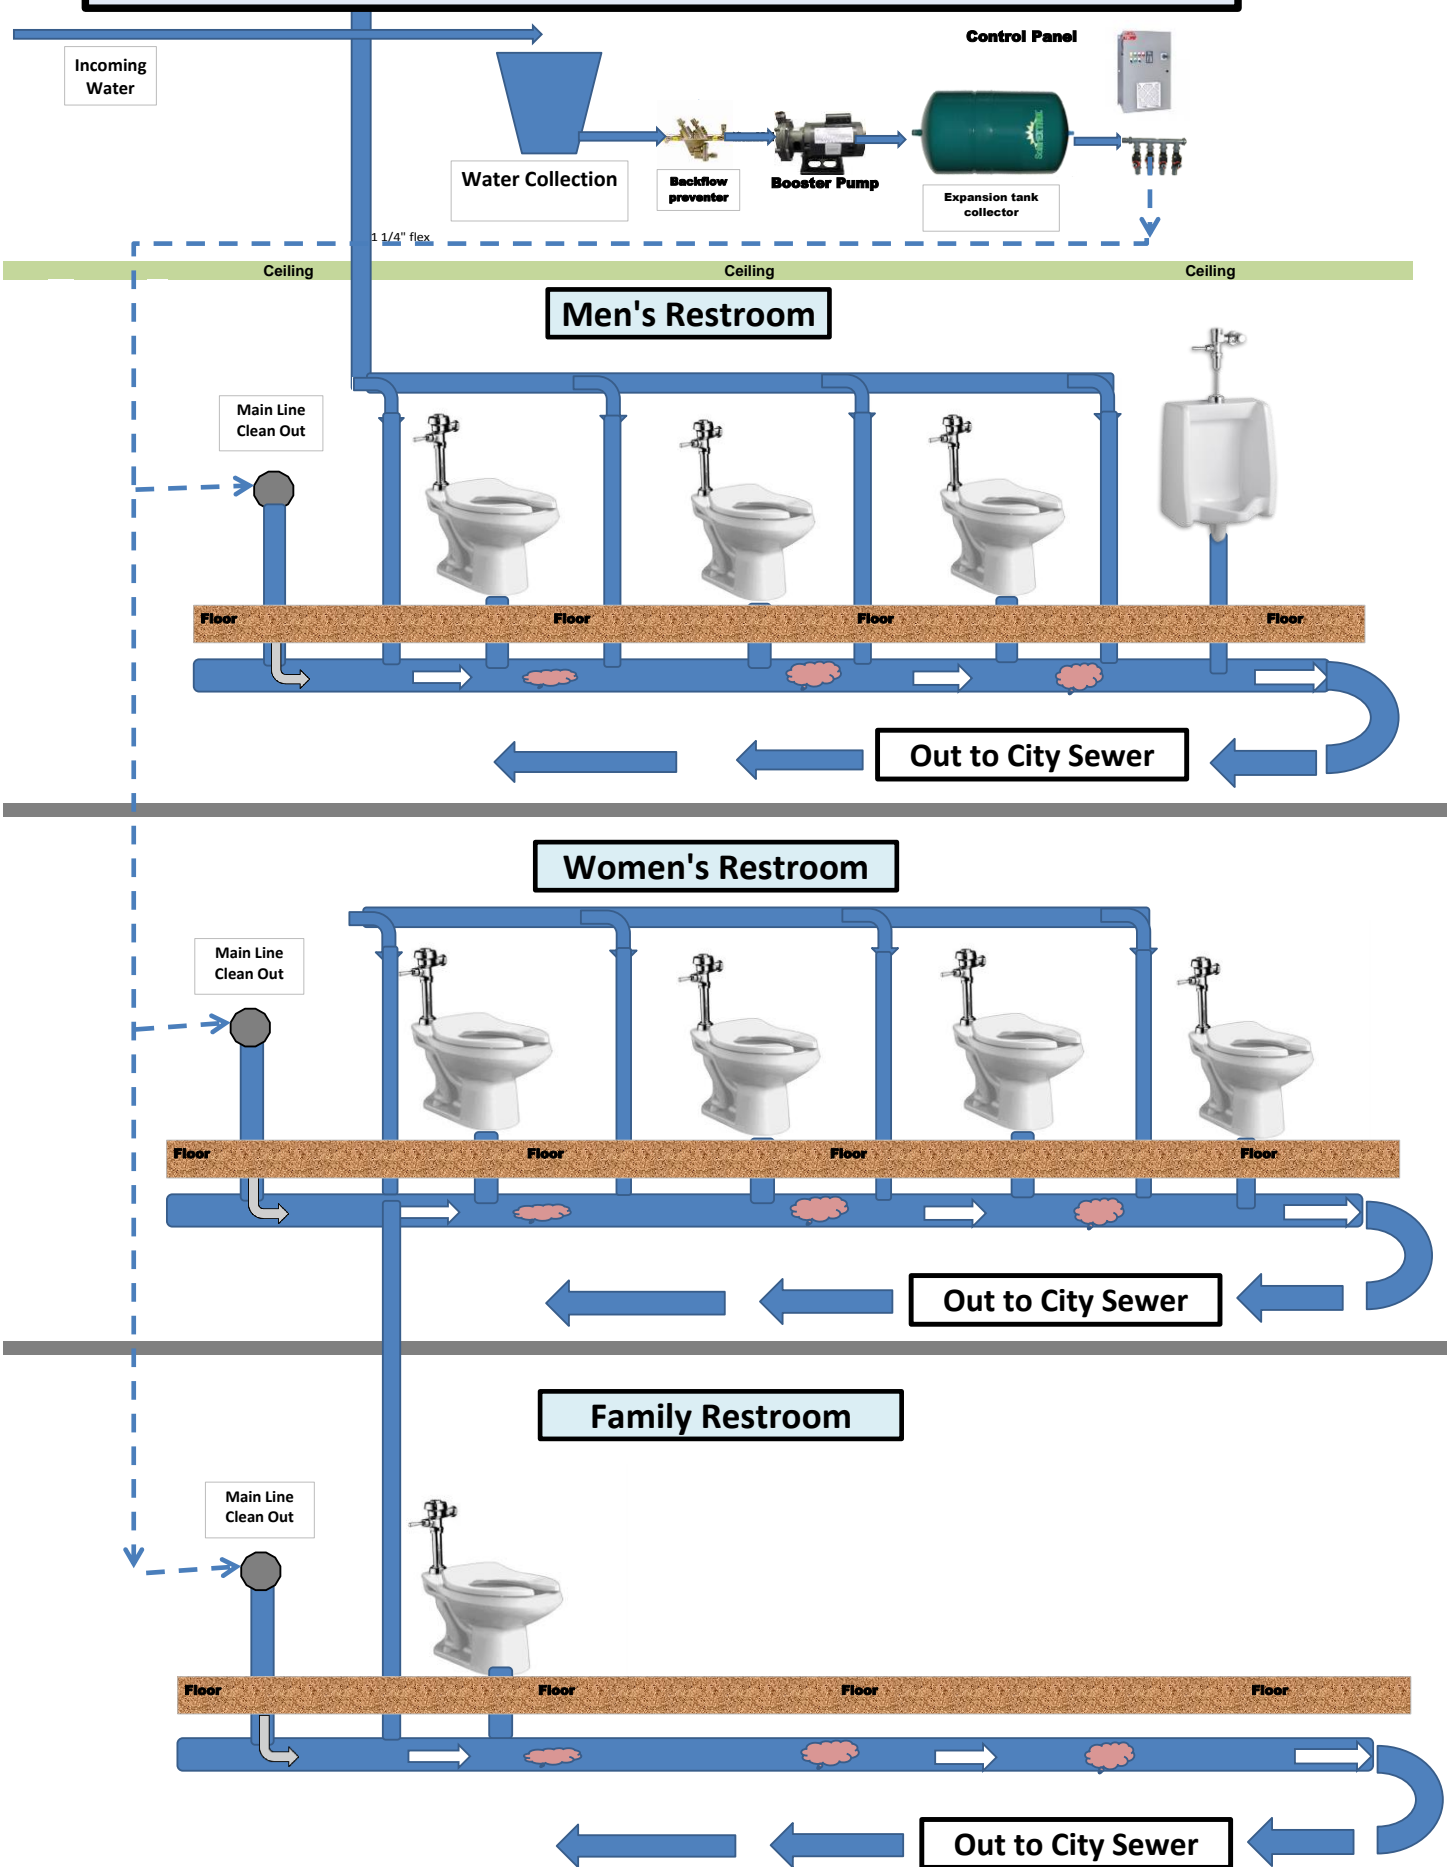 Control Panel
Incoming
Water
Water Collection
Backflow
preventer
Booster Pump
Expansion tank
collector
1 1/4" flex
Ceiling
Ceiling
Ceiling
Men's Restroom
Main Line
Clean Out
Floor
Floor
Floor
Floor
Out to City Sewer
Women's Restroom
Main Line
Clean Out
Floor
Floor
Floor
Floor
Out to City Sewer
Family Restroom
Main Line
Clean Out
Floor
Floor
Floor
Floor
Out to City Sewer